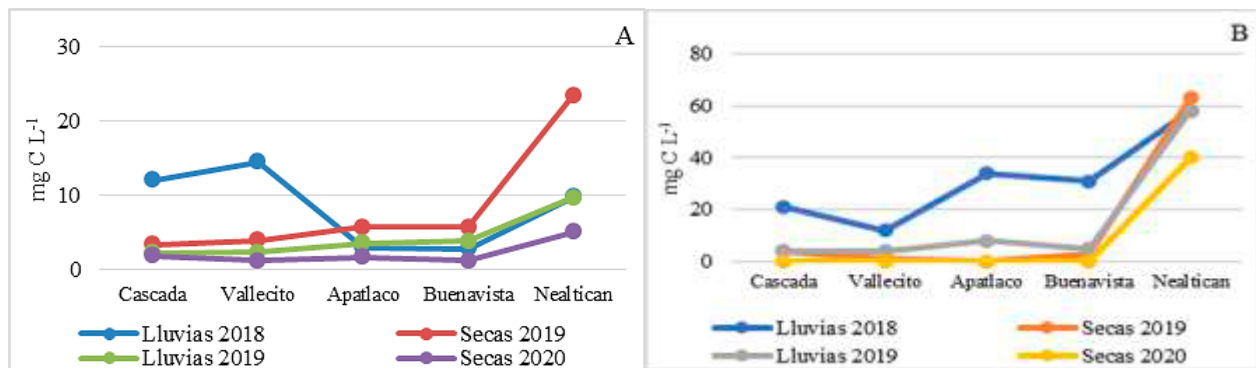 A
30
20
10
0
mg C L-1
Cascada Vallecito Apatlaco Buenavista Nealtican
Lluvias 2018 Secas 2019
Lluvias 2019 Secas 2020
B
80
60
40
20
0
mg C L-1
Cascada Vallecito Apatlaco Buenavista Nealtican
Lluvias 2018 Secas 2019
Lluvias 2019 Secas 2020